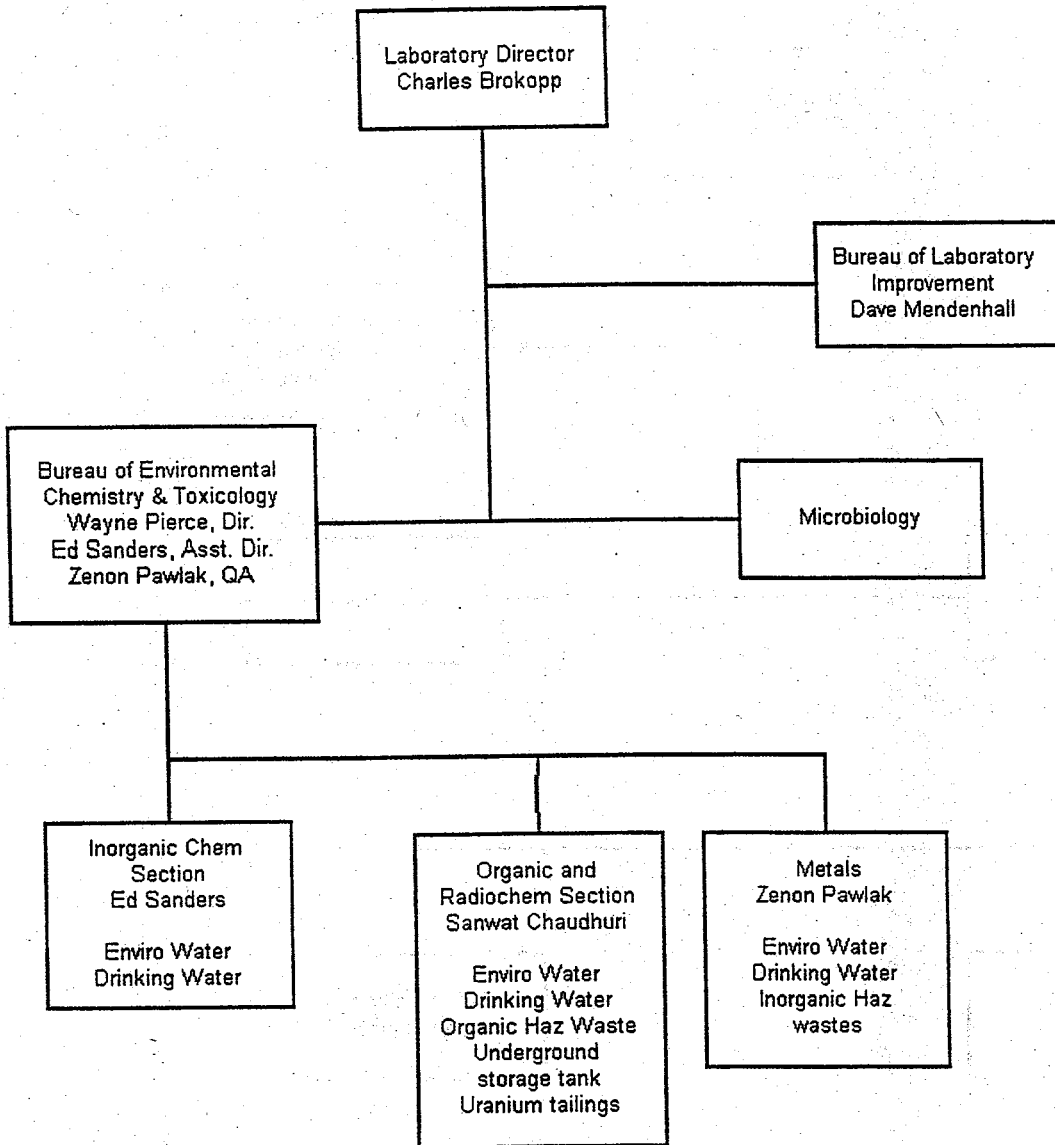 Laboratory Director
Charles Brokopp
Bureau of Laboratory
Improvement
Dave Mendenhall
Bureau of Environmental
Chemistry & Toxicology
Wayne Pierce, Dir.
Ed Sanders, Asst. Dir.
Zenon Pawlak, QA
Microbiology
Inorganic Chem
Section
Ed Sanders
Enviro Water
Drinking Water
Organic and
Radiochem Section
Sanwat Chaudhuri
Enviro Water
Drinking Water
Organic Haz Waste
Underground
storage tank
Uranium tailings
Metals
Zenon Pawlak
Enviro Water
Drinking Water
Inorganic Haz
wastes